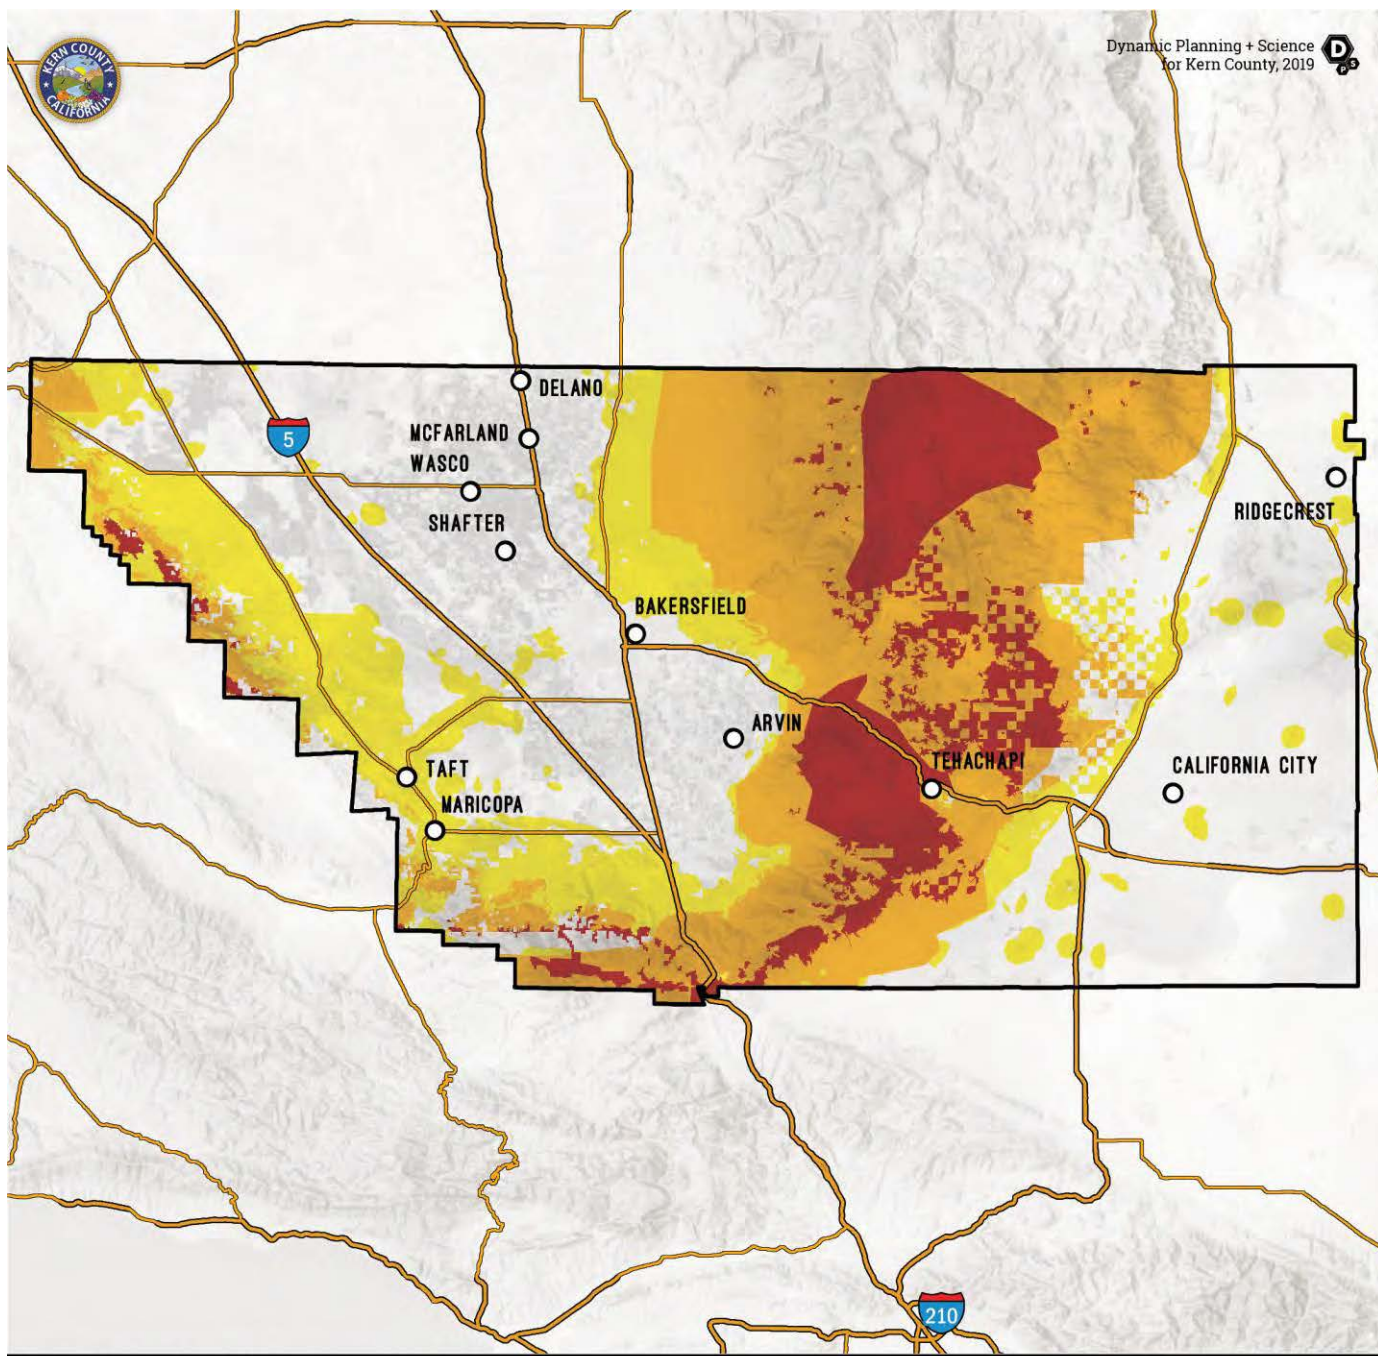 KERN COUNTY
CALIFORNIA
Dynamic Planning + Science
for Kern County, 2019
D
P
S
DELANO
5
MCFARLAND
WASCO
SHAFTER
RIDGECREST
BAKERSFIELD
ARVIN
TAFT
TEHACHAPI
CALIFORNIA CITY
MARICOPA
210